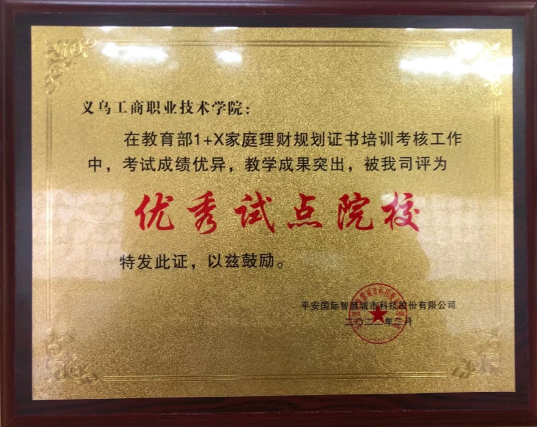 义乌工商职业技术学院：
在教育部1+X家庭理财规划证书培训考核工作
中，考试成绩优异，教学成果突出，被我司评为
优秀试点院校
特发此证，以兹鼓励。
平安国际智慧城市科技股份有限公司